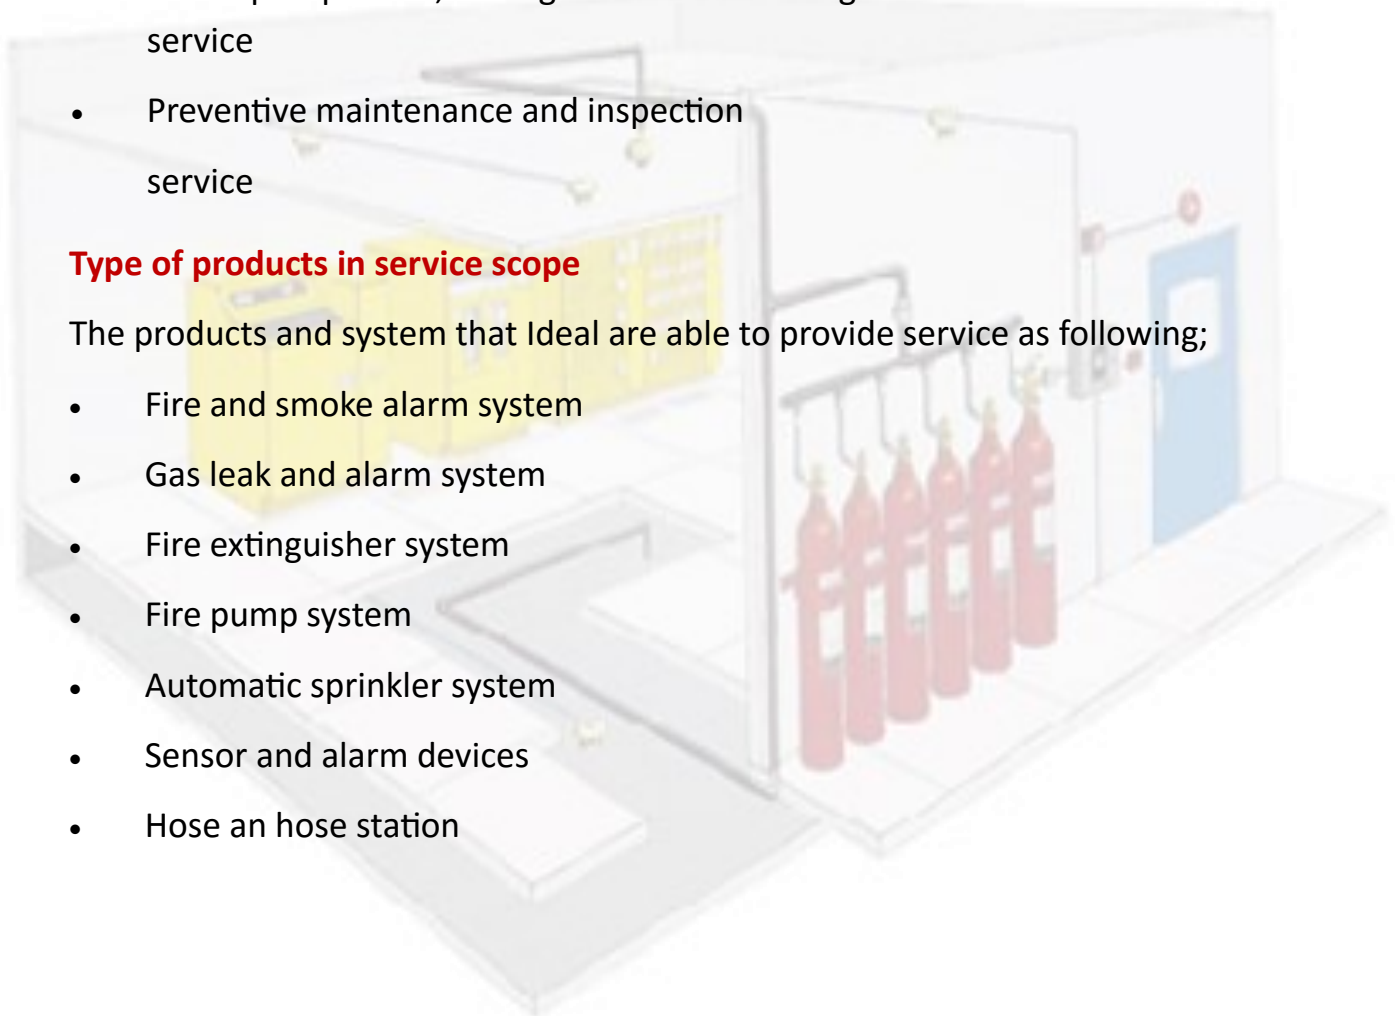 service
• Preventive maintenance and inspection
service
Type of products in service scope
The products and system that Ideal are able to provide service as following;
• Fire and smoke alarm system
• Gas leak and alarm system
• Fire extinguisher system
• Fire pump system
• Automatic sprinkler system
• Sensor and alarm devices
• Hose an hose station